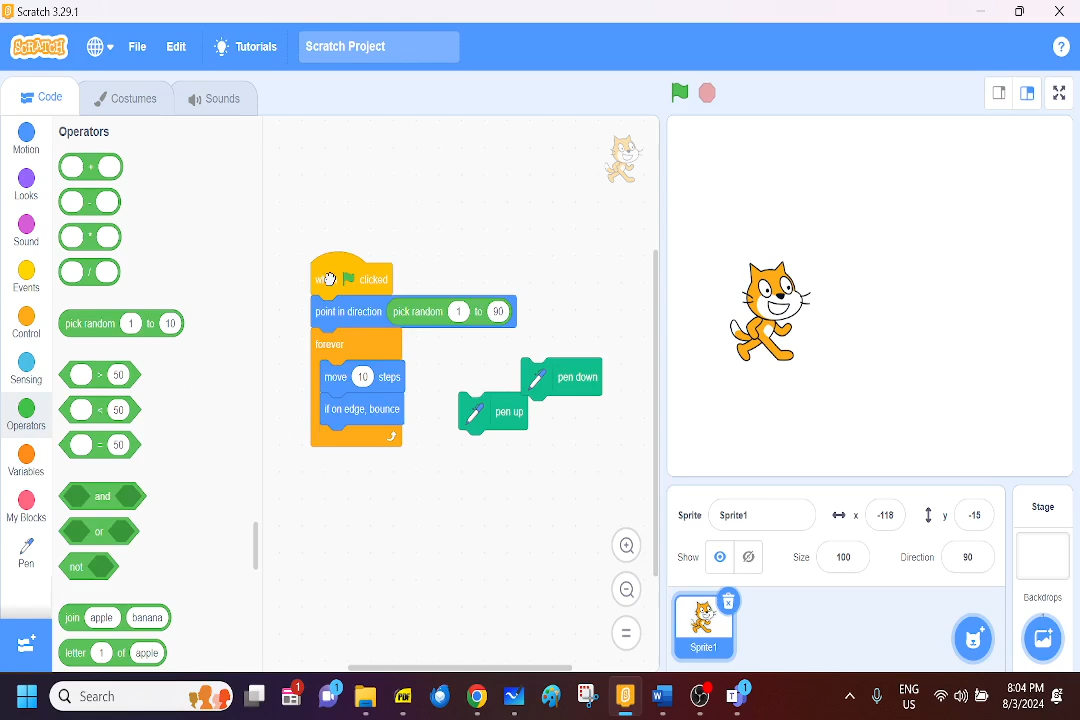 Scratch 3.29.1
SCRATCH File Edit Tutorials Scratch Project ?
Code Costumes Sounds
Motion
Looks
Sound
Events
Control
Sensing
Operators
Variables
My Blocks
Pen
Operators
+
-
*
/
pick random 1 to 10
> 50
< 50
= 50
and
or
not
join apple banana
letter 1 of apple
clicked
point in direction pick random 1 to 90
forever
move 10 steps
if on edge, bounce
pen down
pen up
Sprite Sprite1 x -118 y -15
Show Size 100 Direction 90
Sprite1
Stage
Backdrops
Search
1
1
1
ENG
US
8:04 PM
8/3/2024